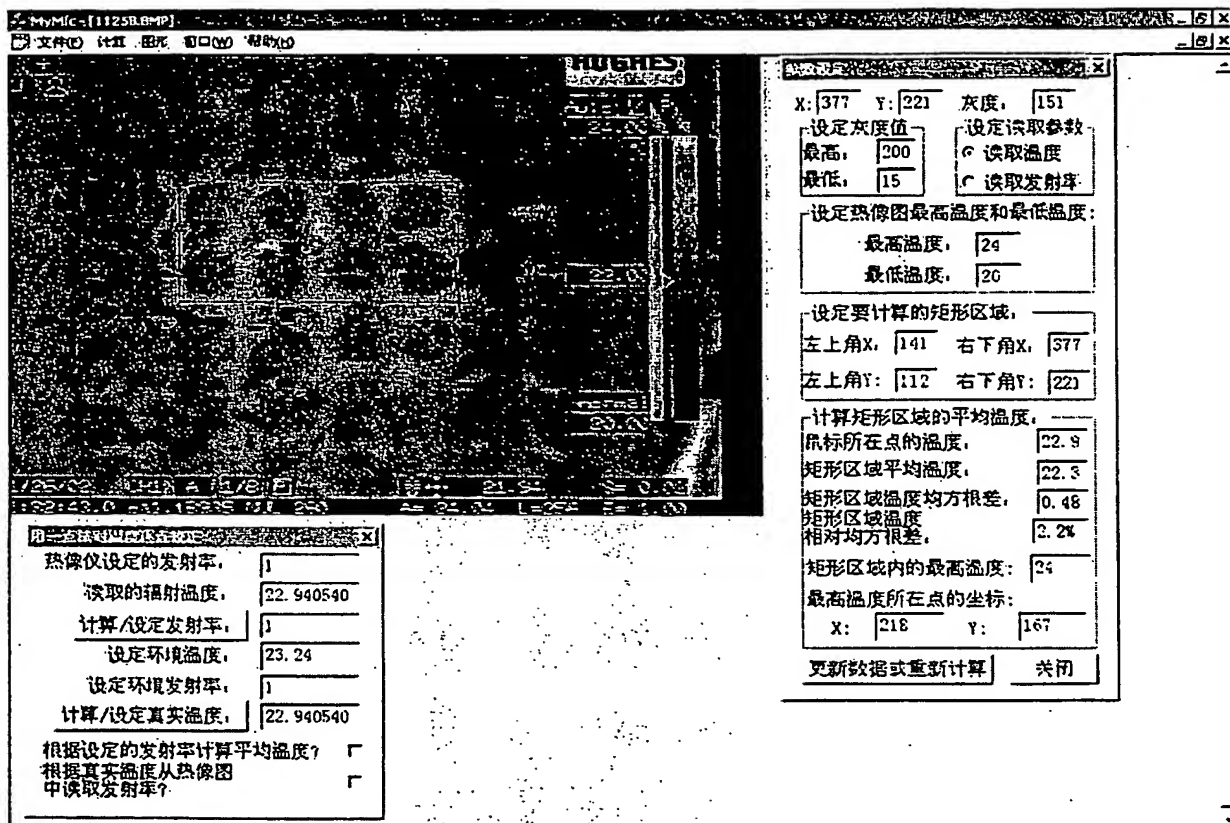 MyMic-[1125B.BMP]
文件(F) 计算 图形 窗口(W) 帮助(H)
HUGHES
X: 377 Y: 221 灰度: 151
设定灰度值
最高: 200
最低: 15
设定读取参数
读取温度
读取发射率
设定热像图最高温度和最低温度:
最高温度: 24
最低温度: 20
设定要计算的矩形区域:
左上角X: 141 右下角X: 377
左上角Y: 112 右下角Y: 221
计算矩形区域的平均温度:
鼠标所在点的温度: 22.9
矩形区域平均温度: 22.3
矩形区域温度均方根差: 0.48
矩形区域温度
相对均方根差: 2.2%
矩形区域内的最高温度: 24
最高温度所在点的坐标:
X: 218 Y: 167
更新数据或重新计算 关闭
热像仪设定的发射率: 1
读取的辐射温度: 22.940540
计算/设定发射率: 1
设定环境温度: 23.24
设定环境发射率: 1
计算/设定真实温度: 22.940540
根据设定的发射率计算平均温度?
根据真实温度从热像图
中读取发射率?